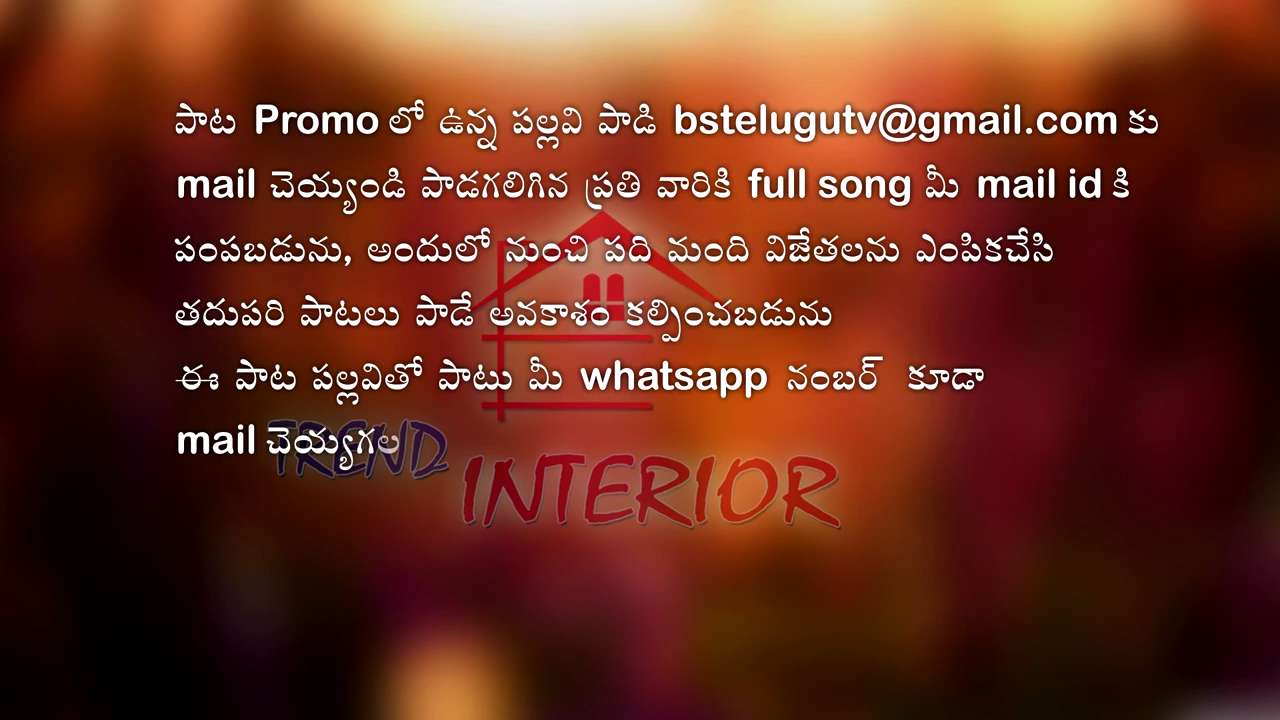 పాట Promo లో ఉన్న పల్లవి పాడి bstelugutv@gmail.com కు
mail చెయ్యండి పాడగలిగిన ప్రతి వారికి full song మీ mail id కి
పంపబడును, అందులో నుంచి పది మంది విజేతలను ఎంపికచేసి
తదుపరి పాటలు పాడే అవకాశం కల్పించబడును
ఈ పాట పల్లవితో పాటు మీ whatsapp నంబర్ కూడా
mail చెయ్యగల
TREND
INTERIOR